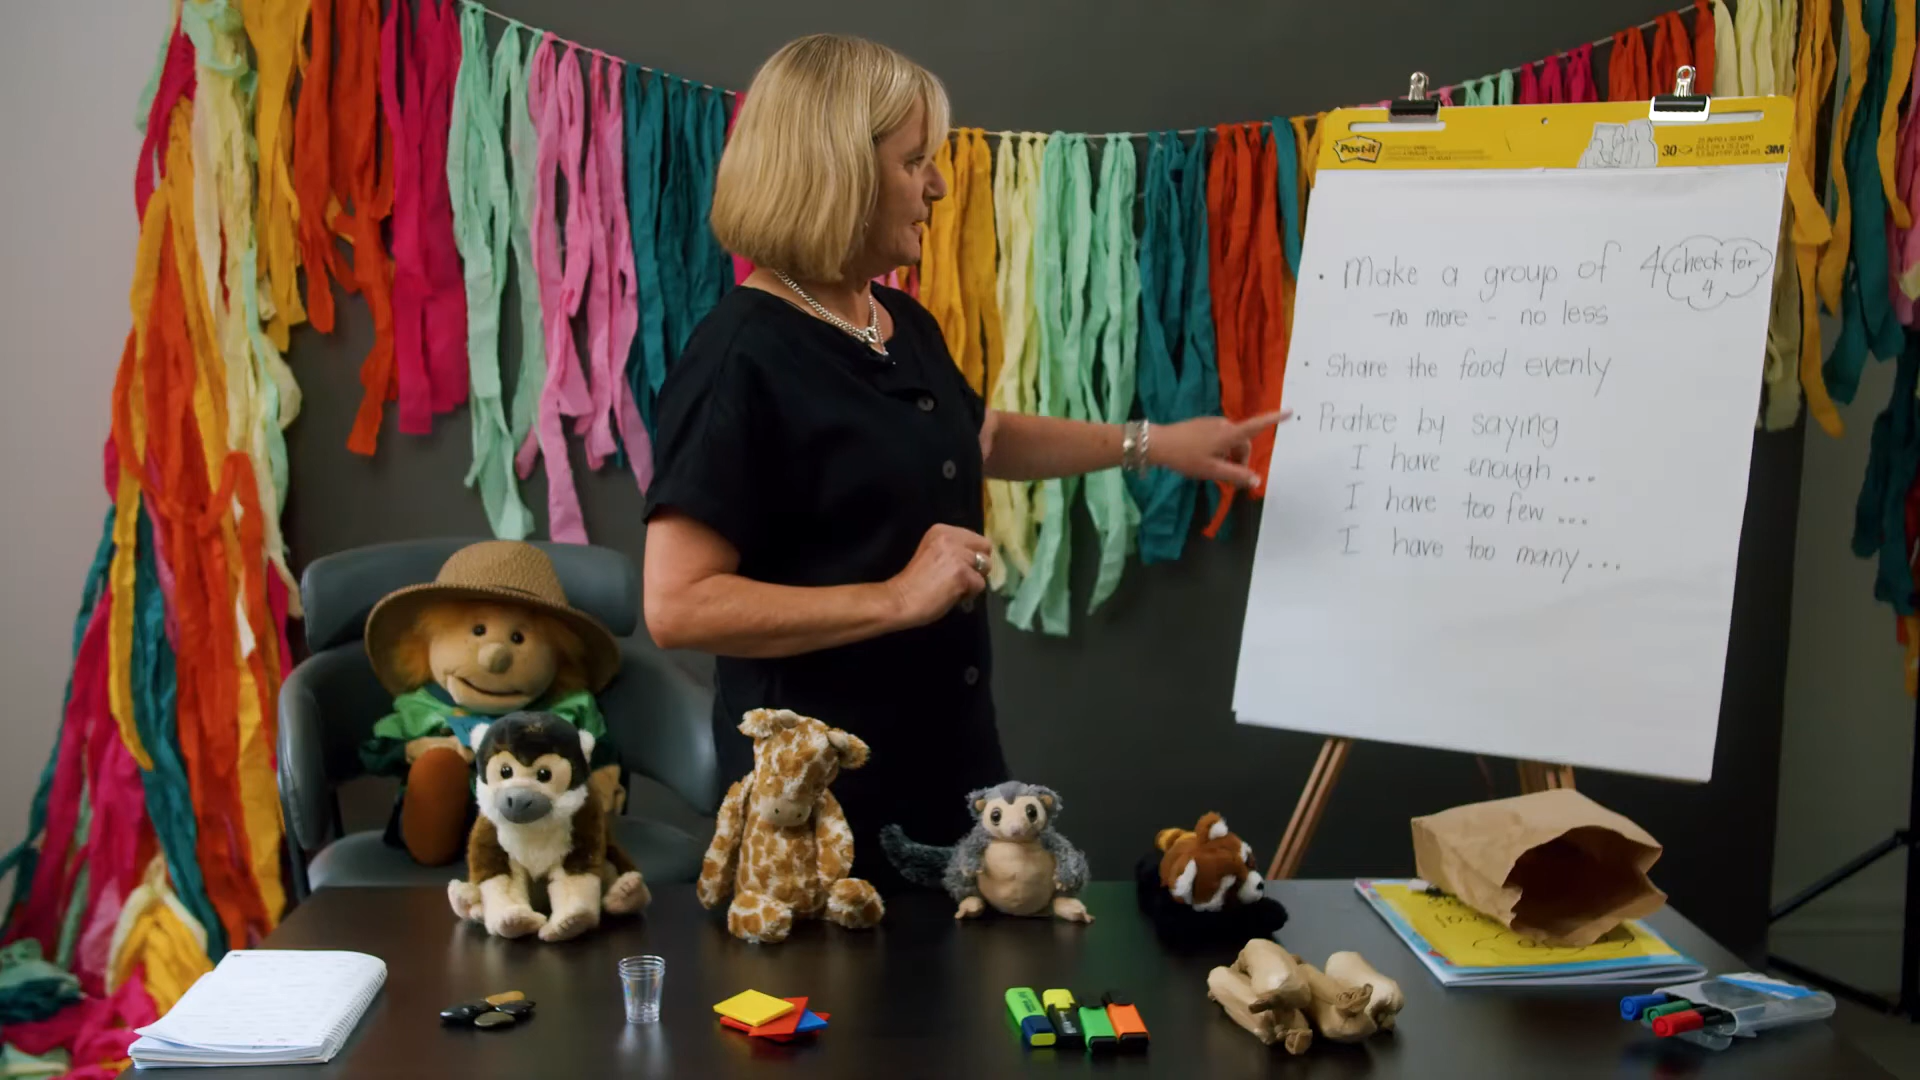 Post-it
30
3M
• Make a group of 4
check for
4
-no more - no less
• Share the food evenly
• Pratice by saying
I have enough ...
I have too few ...
I have too many ...